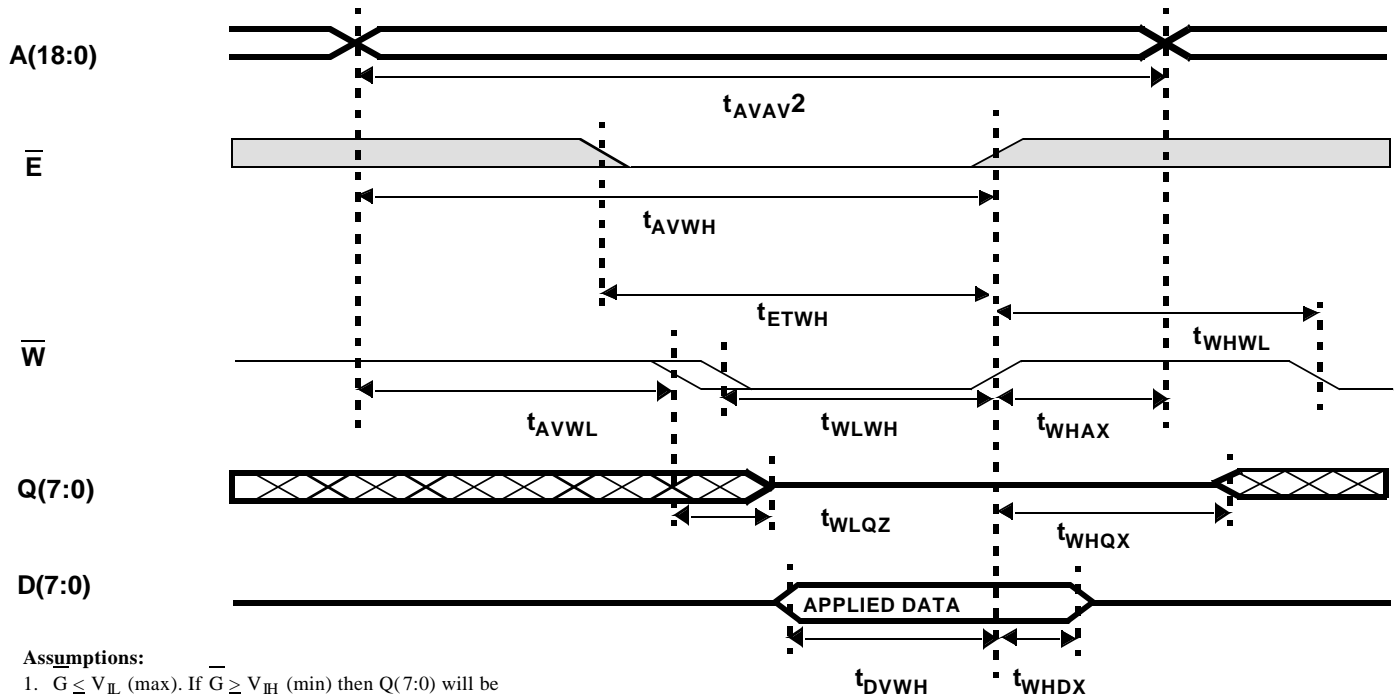 A(18:0)
tAVAV2
E
tAVWH
tETWH
W
tWHWL
tAVWL
tWLWH
tWHAX
Q(7:0)
tWLQZ
tWHQX
D(7:0)
APPLIED DATA
Assumptions:
tDVWH
tWHDX
1. G ≤ VIL (max). If G ≥ VIH (min) then Q(7:0) will be